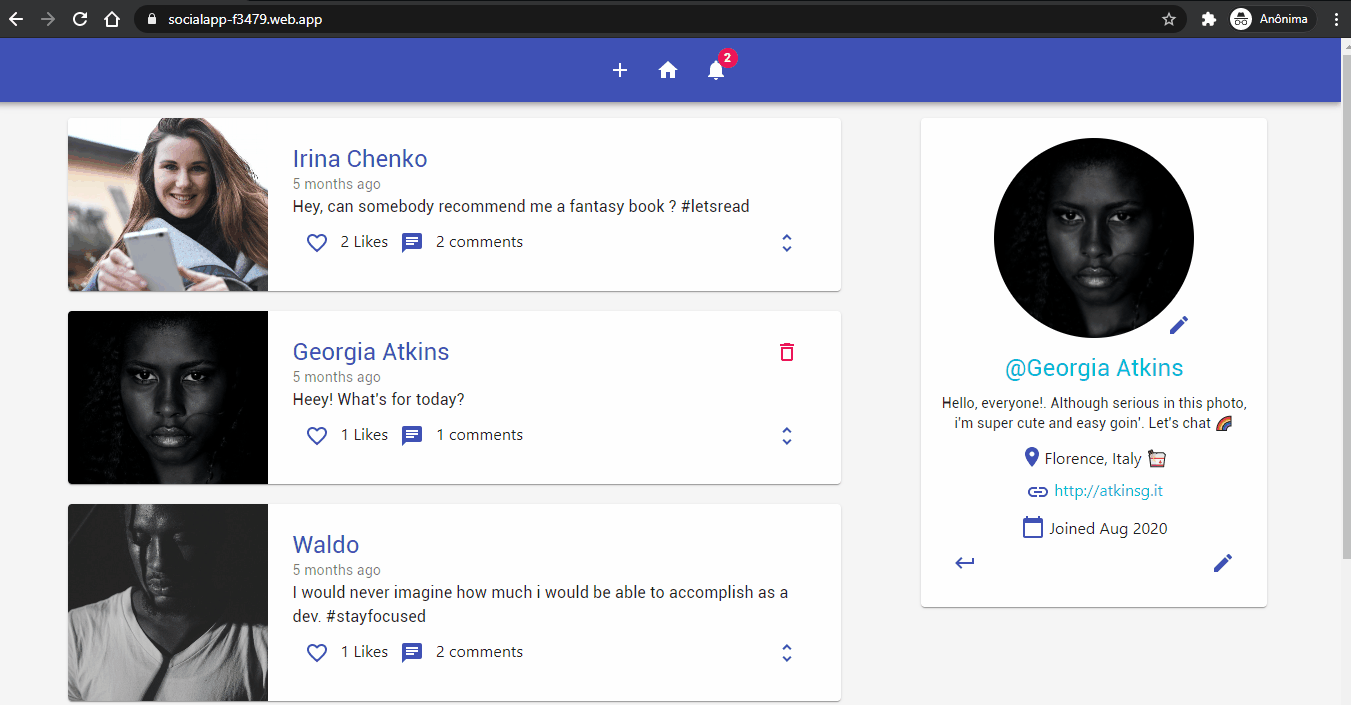 socialapp-f3479.web.app
Anônima
2
Irina Chenko
5 months ago
Hey, can somebody recommend me a fantasy book ? #letsread
2 Likes 2 comments
Georgia Atkins
5 months ago
Heey! What's for today?
1 Likes 1 comments
Waldo
5 months ago
I would never imagine how much i would be able to accomplish as a
dev. #stayfocused
1 Likes 2 comments
@Georgia Atkins
Hello, everyone!. Although serious in this photo,
i'm super cute and easy goin'. Let's chat 🌈
Florence, Italy
http://atkinsg.it
Joined Aug 2020